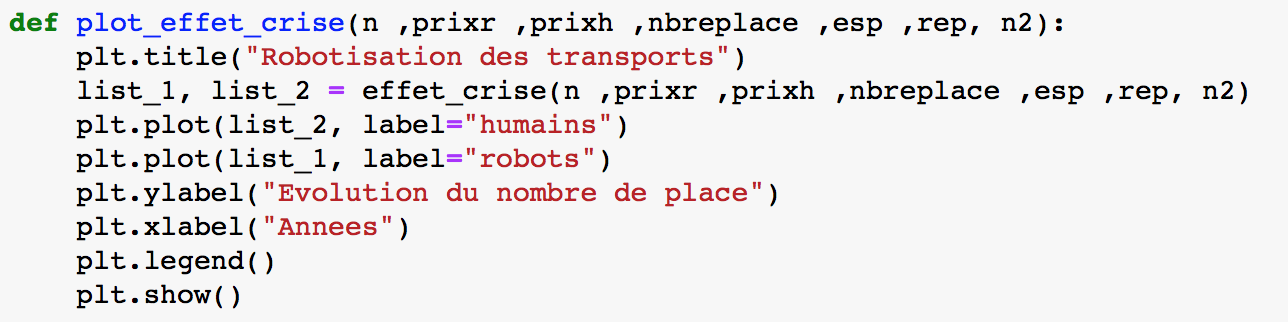 def plot_effet_crise(n ,prixr ,prixh ,nbreplace ,esp ,rep, n2):
    plt.title("Robotisation des transports")
    list_1, list_2 = effet_crise(n ,prixr ,prixh ,nbreplace ,esp ,rep, n2)
    plt.plot(list_2, label="humains")
    plt.plot(list_1, label="robots")
    plt.ylabel("Evolution du nombre de place")
    plt.xlabel("Annees")
    plt.legend()
    plt.show()